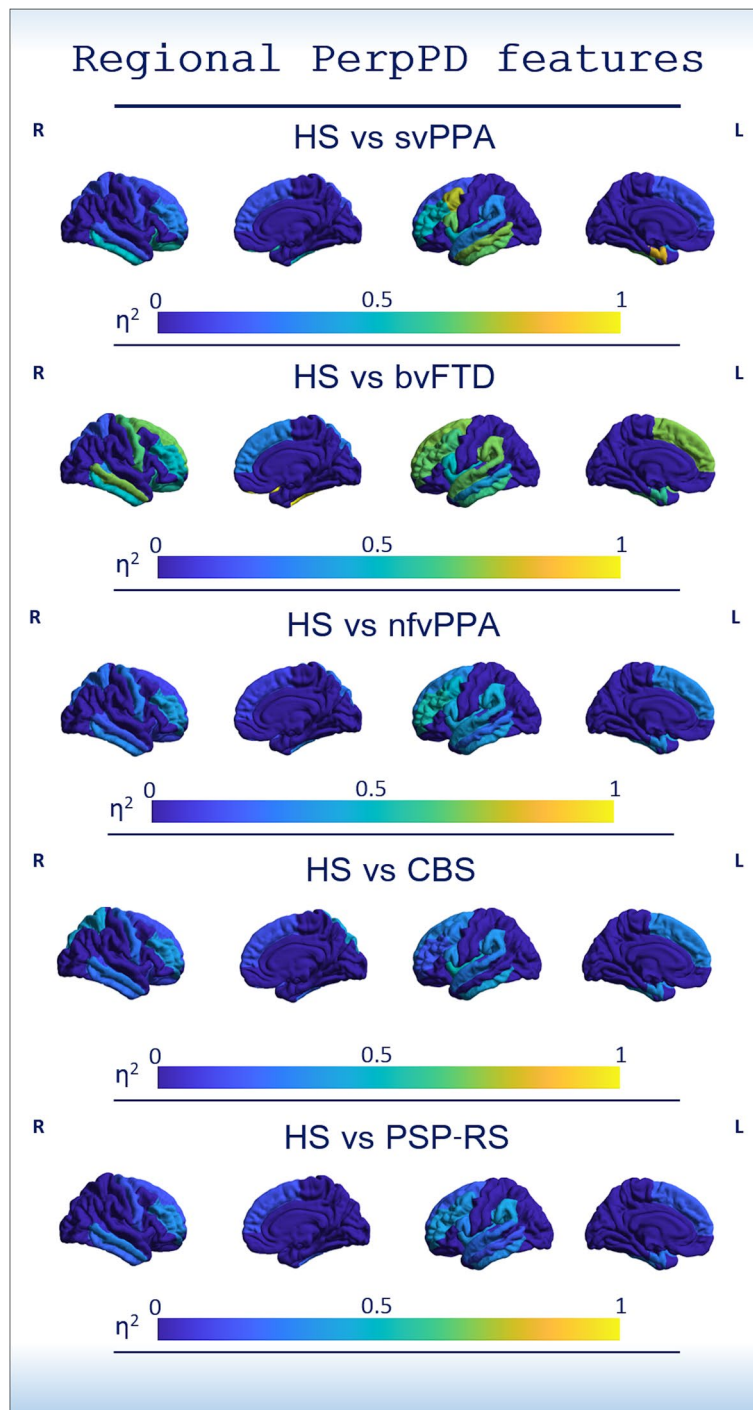 Regional PerpPD features
R
HS vs svPPA
L
0 0.5 1
η²
R
HS vs bvFTD
L
0 0.5 1
η²
R
HS vs nfvPPA
L
0 0.5 1
η²
R
HS vs CBS
L
0 0.5 1
η²
R
HS vs PSP-RS
L
0 0.5 1
η²